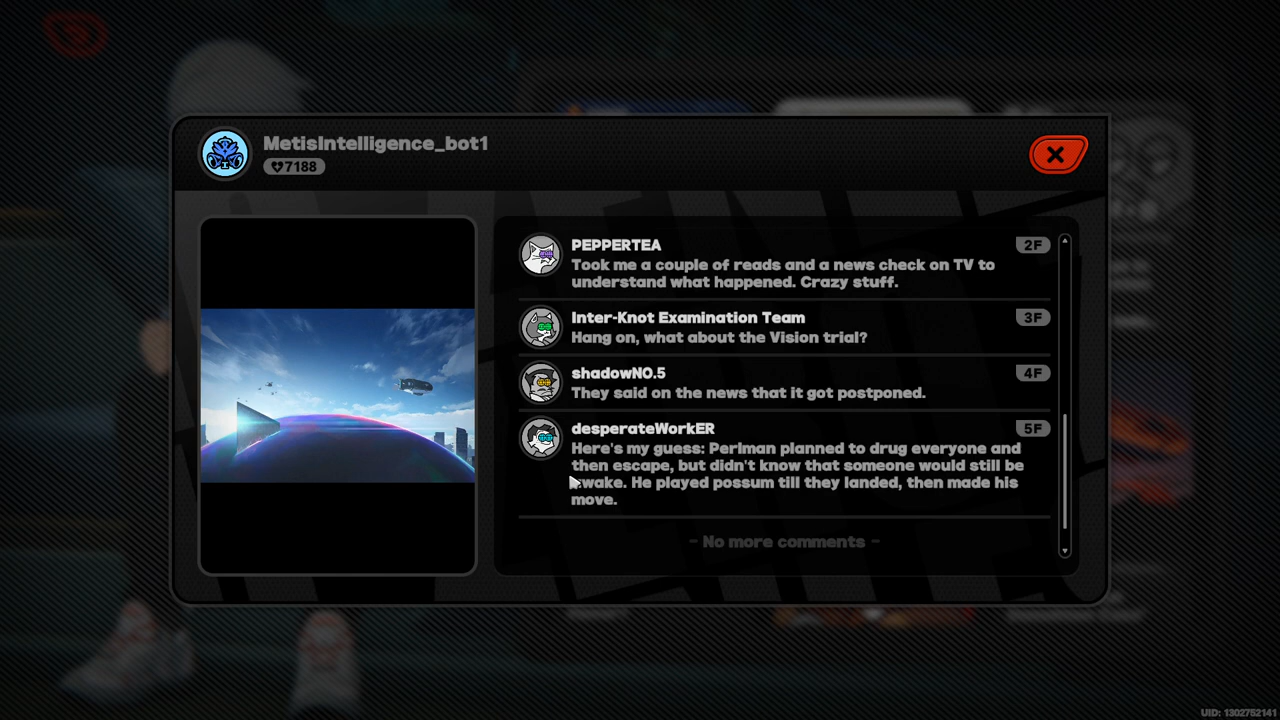 MetisIntelligence_bot1
7188
PEPPERTEA
2F
Took me a couple of reads and a news check on TV to
understand what happened. Crazy stuff.
Inter-Knot Examination Team
3F
Hang on, what about the Vision trial?
shadowNO.5
4F
They said on the news that it got postponed.
desperateWorkER
5F
Here's my guess: Perlman planned to drug everyone and
then escape, but didn't know that someone would still be
awake. He played possum till they landed, then made his
move.
- No more comments -
UID: 1302752141